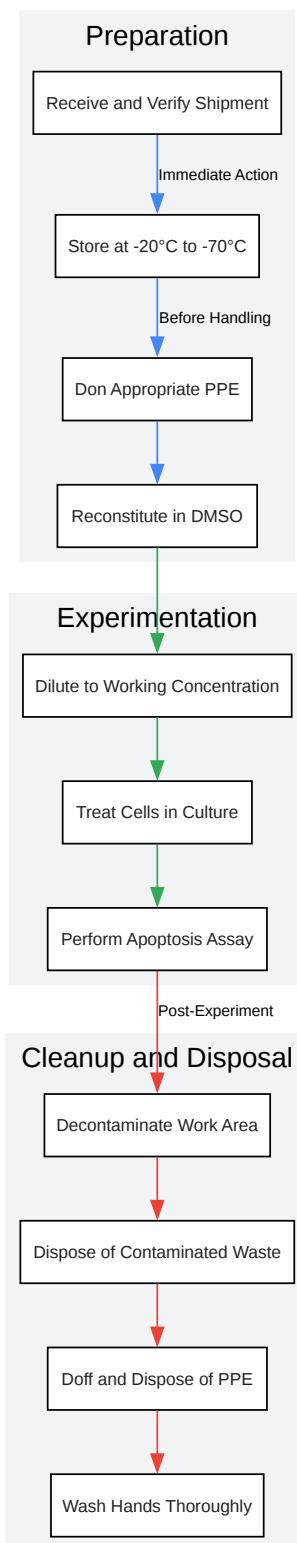 Preparation
Receive and Verify Shipment
Immediate Action
Store at -20°C to -70°C
Before Handling
Don Appropriate PPE
Reconstitute in DMSO
Experimentation
Dilute to Working Concentration
Treat Cells in Culture
Perform Apoptosis Assay
Post-Experiment
Cleanup and Disposal
Decontaminate Work Area
Dispose of Contaminated Waste
Doff and Dispose of PPE
Wash Hands Thoroughly